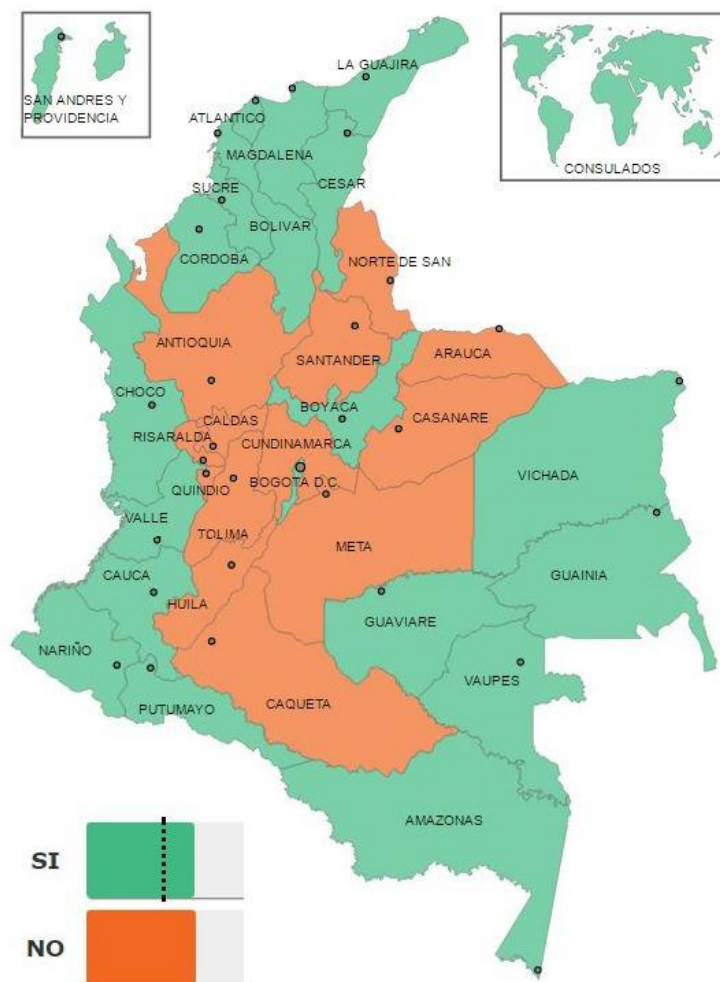 LA GUAJIRA
SAN ANDRES Y
PROVIDENCIA
ATLANTICO
MAGDALENA
CONSULADOS
CESAR
SUCRE
BOLIVAR
CORDOBA
NORTE DE SAN
ANTIOQUIA
SANTANDER
ARAUCA
CHOCO
BOYACA
CALDAS
CASANARE
RISARALDA
CUNDINAMARCA
VICHADA
BOGOTA D.C.
QUINDIO
VALLE
TOLIMA
META
CAUCA
GUAINIA
HUILA
GUAVIARE
NARIÑO
VAUPES
PUTUMAYO
CAQUETA
AMAZONAS
SI
NO